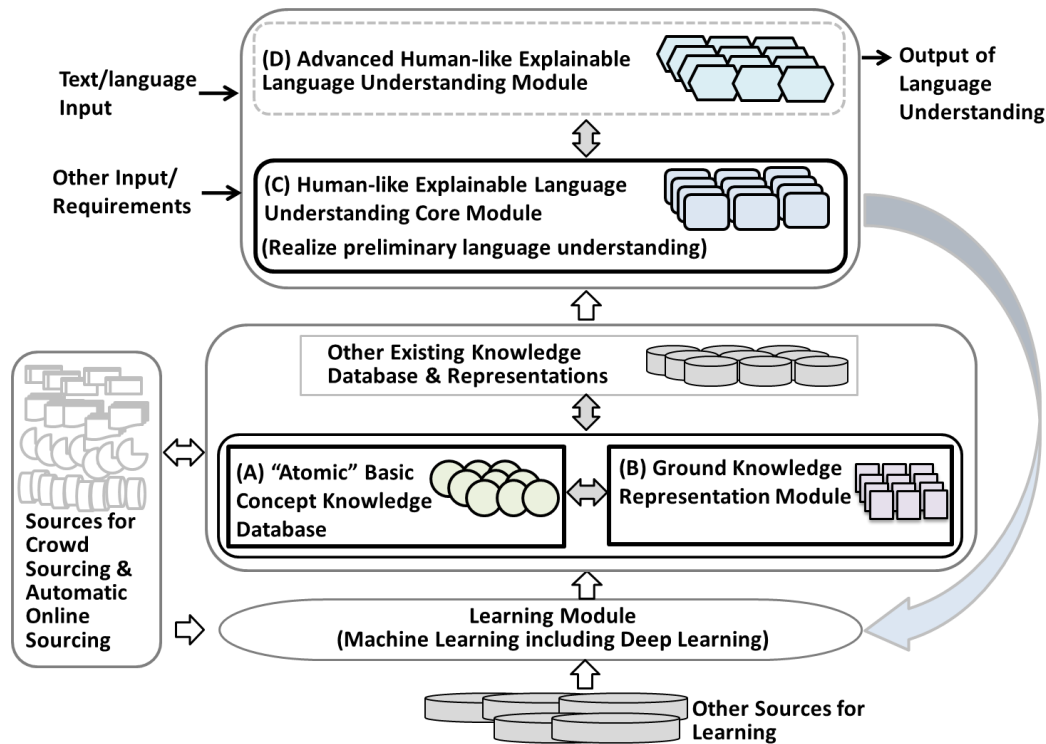 (D) Advanced Human-like Explainable
Language Understanding Module
Text/language
Input
Output of
Language
Understanding
Other Input/
Requirements
(C) Human-like Explainable Language
Understanding Core Module
(Realize preliminary language understanding)
Other Existing Knowledge
Database & Representations
(A) “Atomic” Basic
Concept Knowledge
Database
(B) Ground Knowledge
Representation Module
Sources for
Crowd
Sourcing &
Automatic
Online
Sourcing
Learning Module
(Machine Learning including Deep Learning)
Other Sources for
Learning